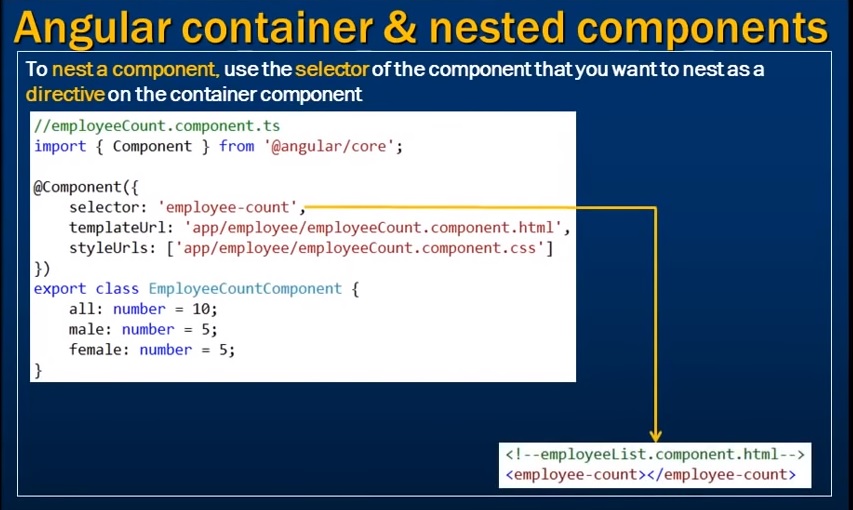 Angular container & nested components
To nest a component, use the selector of the component that you want to nest as a
directive on the container component
//employeeCount.component.ts
import { Component } from '@angular/core';
@Component({
    selector: 'employee-count',
    templateUrl: 'app/employee/employeeCount.component.html',
    styleUrls: ['app/employee/employeeCount.component.css']
})
export class EmployeeCountComponent {
    all: number = 10;
    male: number = 5;
    female: number = 5;
}
<!--employeeList.component.html-->
<employee-count></employee-count>